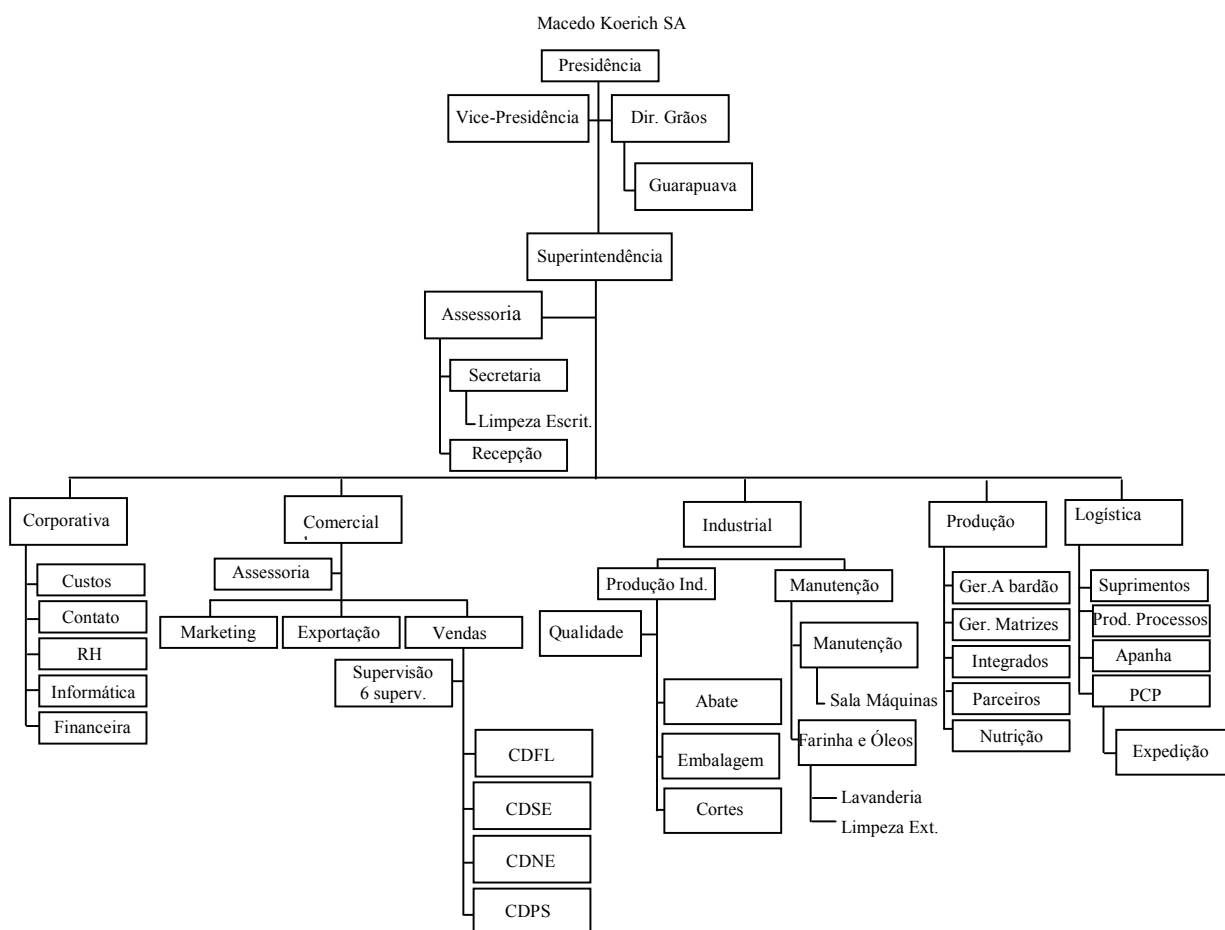 Macedo Koerich SA
Presidência
Vice-Presidência
Dir. Grãos
Guarapuava
Superintendência
Assessoria
Secretaria
Limpeza Escrit.
Recepção
Corporativa
Custos
Contato
RH
Informática
Financeira
Comercial
Assessoria
Marketing
Exportação
Vendas
Supervisão
6 superv.
CDFL
CDSE
CDNE
CDPS
Industrial
Produção Ind.
Qualidade
Abate
Embalagem
Cortes
Manutenção
Manutenção
Sala Máquinas
Farinha e Óleos
Lavanderia
Limpeza Ext.
Produção
Ger.A bardão
Ger. Matrizes
Integrados
Parceiros
Nutrição
Logística
Suprimentos
Prod. Processos
Apanha
PCP
Expedição